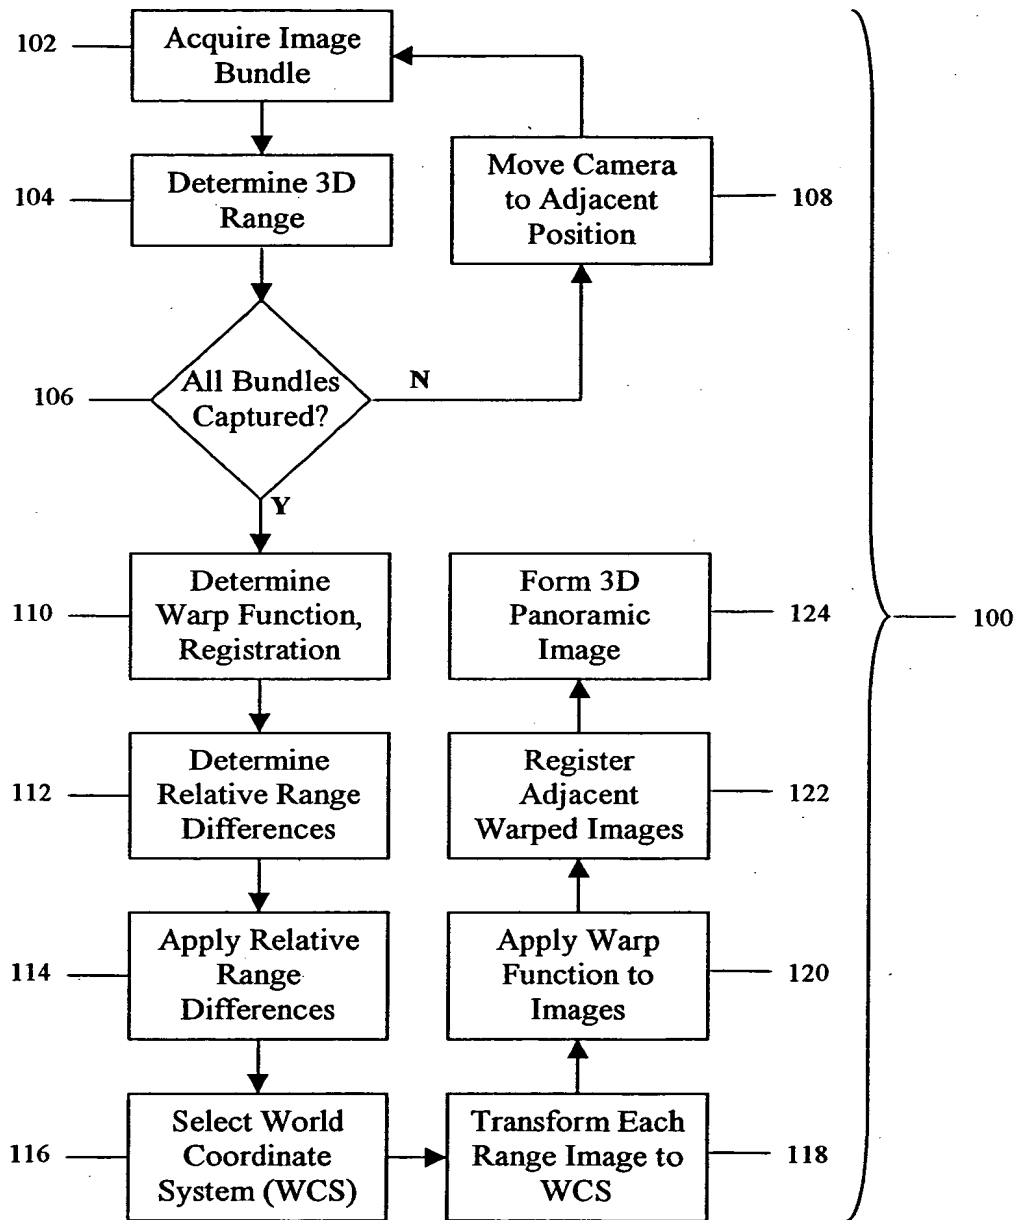 102
Acquire Image
Bundle
104
Determine 3D
Range
Move Camera
to Adjacent
Position
108
106
All Bundles
Captured?
N
Y
110
Determine
Warp Function,
Registration
Form 3D
Panoramic
Image
124
100
112
Determine
Relative Range
Differences
Register
Adjacent
Warped Images
122
114
Apply Relative
Range
Differences
Apply Warp
Function to
Images
120
116
Select World
Coordinate
System (WCS)
Transform Each
Range Image to
WCS
118